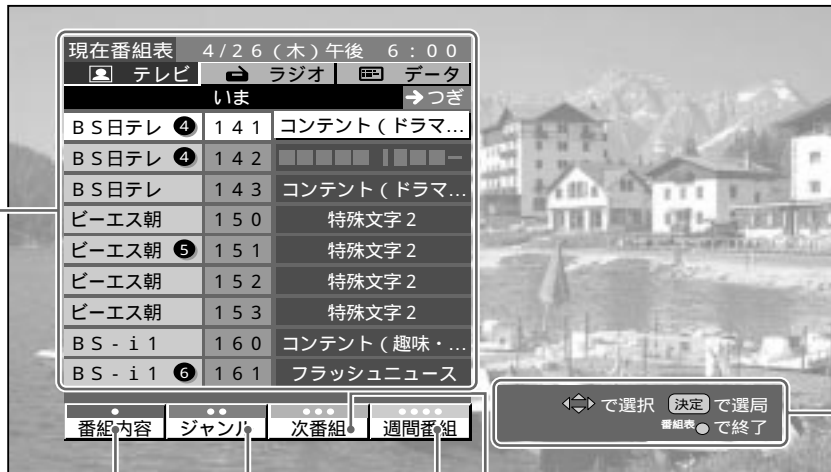 現在番組表 4/26(木)午後 6:00
テレビ ラジオ データ
いま →つぎ
BS日テレ ④ 141 コンテント(ドラマ...
BS日テレ ④ 142
BS日テレ 143 コンテント(ドラマ...
ビーエス朝 150 特殊文字2
ビーエス朝 ⑤ 151 特殊文字2
ビーエス朝 152 特殊文字2
ビーエス朝 153 特殊文字2
BS-i1 160 コンテント(趣味・...
BS-i1 ⑥ 161 フラッシュニュース
番組内容 ジャンル 次番組 週間番組
で選択 決定 で選局
番組表 で終了